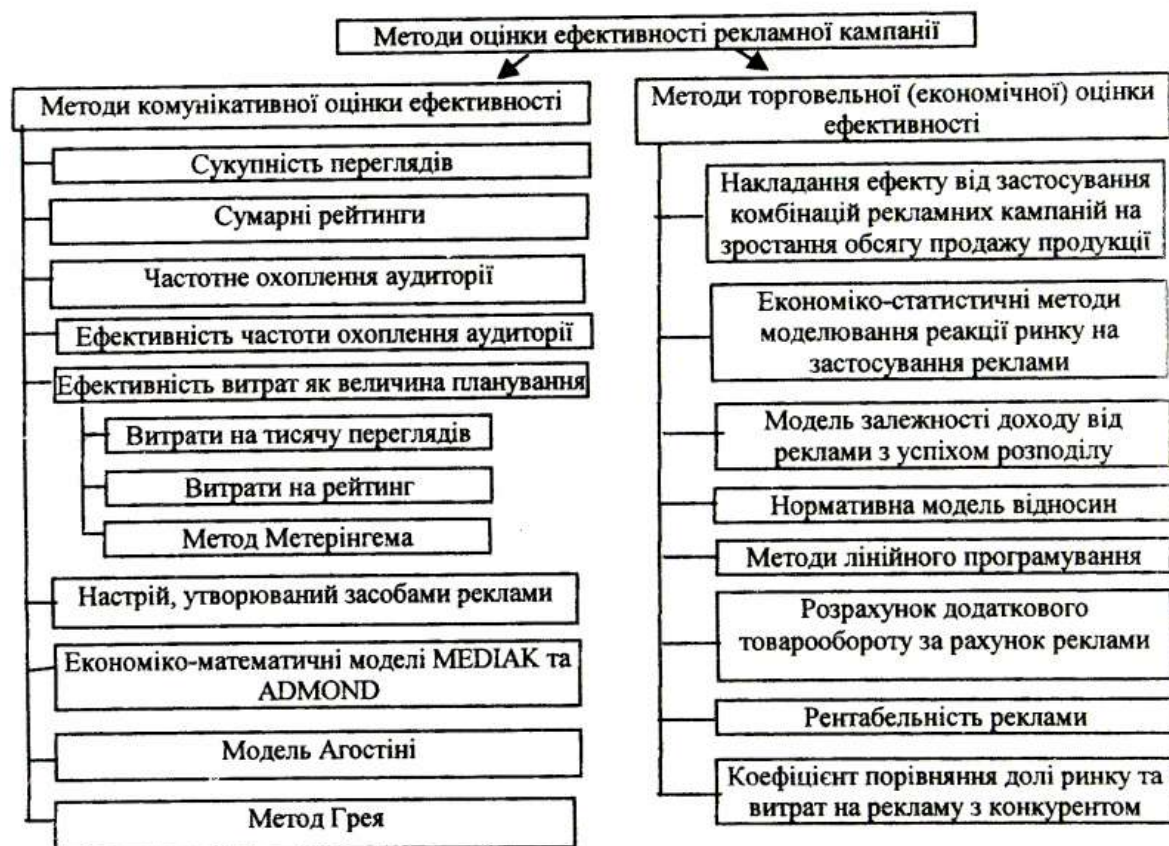 Методи оцінки ефективності рекламної кампанії
Методи комунікативної оцінки ефективності
Сукупність переглядів
Сумарні рейтинги
Частотне охоплення аудиторії
Ефективність частоти охоплення аудиторії
Ефективність витрат як величина планування
Витрати на тисячу переглядів
Витрати на рейтинг
Метод Метерінгема
Настрій, утворюваний засобами реклами
Економіко-математичні моделі MEDIAK та
ADMOND
Модель Агостіні
Метод Грея
Методи торговельної (економічної) оцінки
ефективності
Накладання ефекту від застосування
комбінацій рекламних кампаній на
зростання обсягу продажу продукції
Економіко-статистичні методи
моделювання реакції ринку на
застосування реклами
Модель залежності доходу від
реклами з успіхом розподілу
Нормативна модель відносин
Методи лінійного програмування
Розрахунок додаткового
товарообороту за рахунок реклами
Рентабельність реклами
Коефіцієнт порівняння долі ринку та
витрат на рекламу з конкурентом